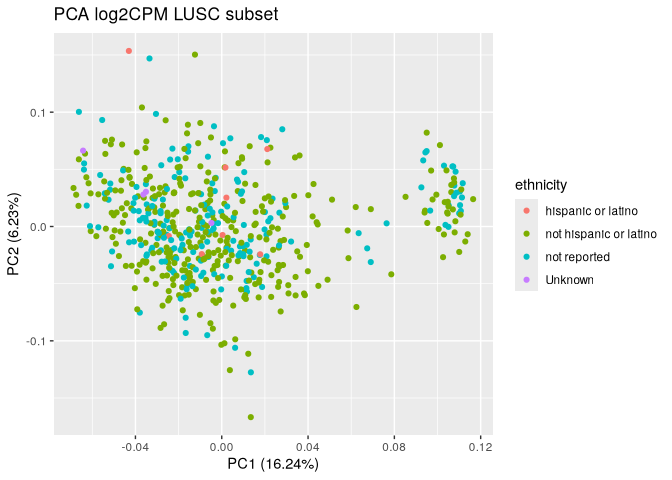 PCA log2CPM LUSC subset
0.1
0.0
-0.1
PC2 (6.23%)
-0.04
0.00
0.04
0.08
0.12
PC1 (16.24%)
ethnicity
hispanic or latino
not hispanic or latino
not reported
Unknown